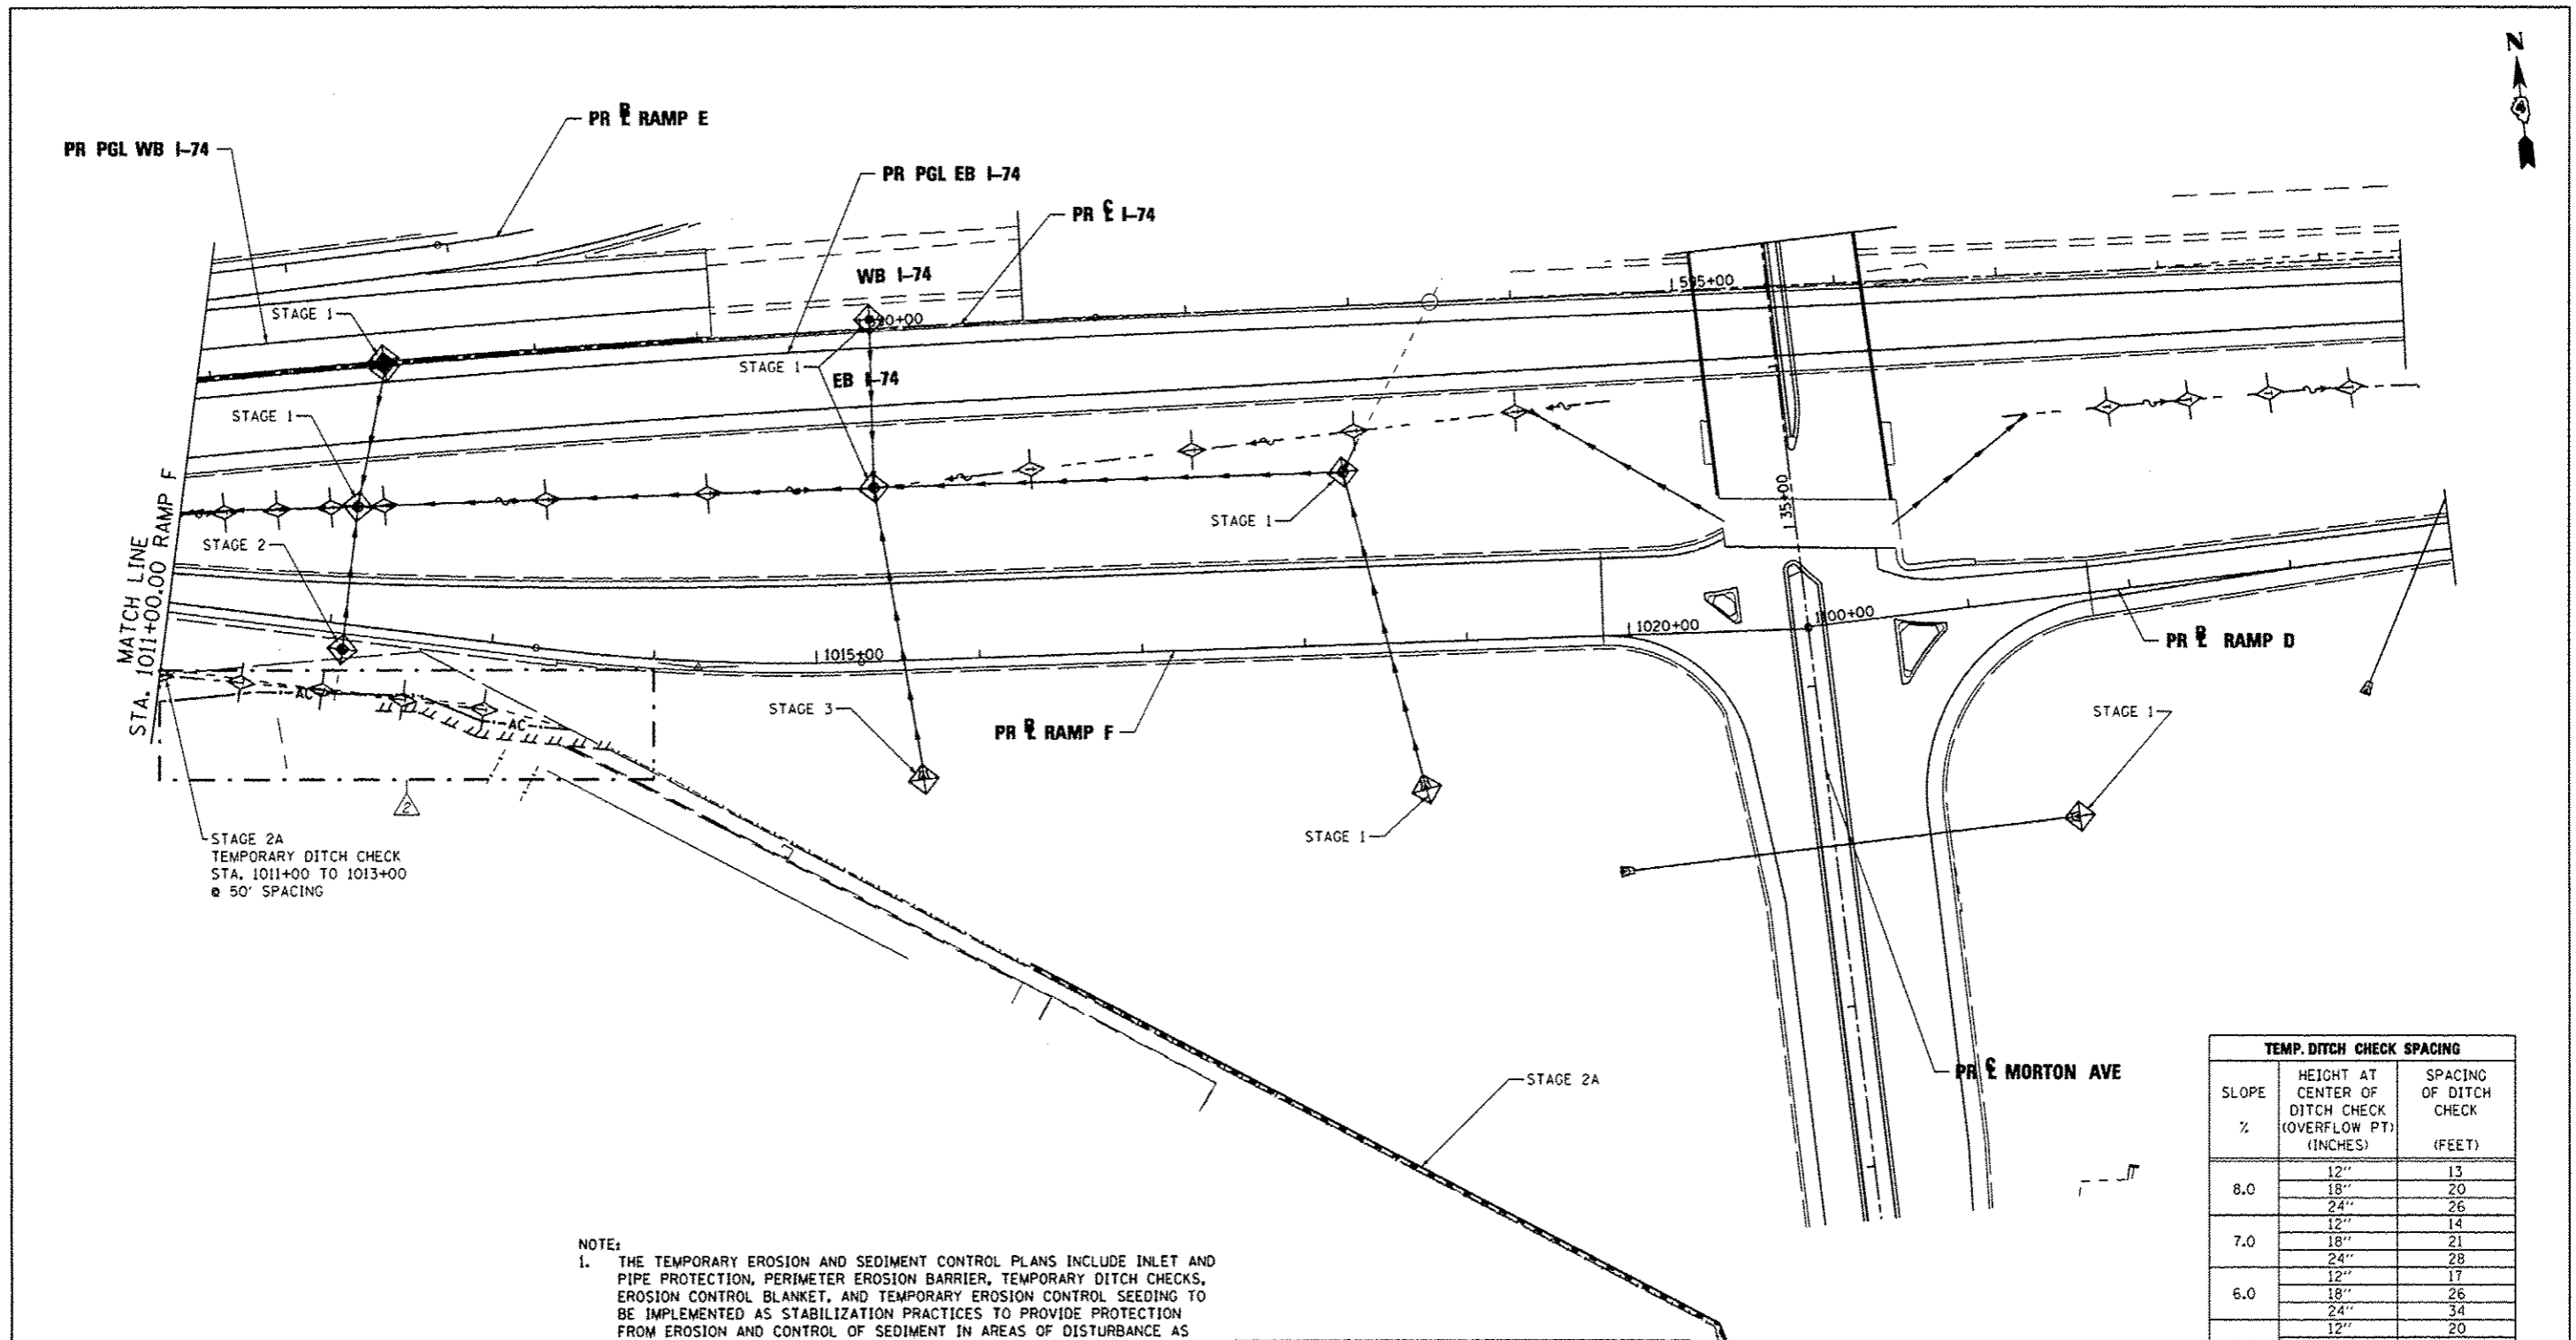 N
4
PR ℄ RAMP E
PR PGL WB I-74
PR PGL EB I-74
PR ℄ I-74
WB I-74
595+00
STAGE 1
90+00
STAGE 1
EB I-74
STAGE 1
STAGE 1
STAGE 2
135+00
MATCH LINE
STA. 1011+00.00 RAMP F
1015+00
1020+00
1100+00
PR ℄ RAMP D
AC
AC
STAGE 3
PR ℄ RAMP F
STAGE 1
2
STAGE 1
STAGE 2A
TEMPORARY DITCH CHECK
STA. 1011+00 TO 1013+00
@ 50' SPACING
STAGE 2A
PR ℄ MORTON AVE
TEMP. DITCH CHECK SPACING
SLOPE % HEIGHT AT CENTER OF DITCH CHECK (OVERFLOW PT) (INCHES) SPACING OF DITCH CHECK (FEET)
8.0 12" 13
18" 20
24" 26
7.0 12" 14
18" 21
24" 28
6.0 12" 17
18" 26
24" 34
12" 20
NOTE:
1. THE TEMPORARY EROSION AND SEDIMENT CONTROL PLANS INCLUDE INLET AND
PIPE PROTECTION, PERIMETER EROSION BARRIER, TEMPORARY DITCH CHECKS,
EROSION CONTROL BLANKET, AND TEMPORARY EROSION CONTROL SEEDING TO
BE IMPLEMENTED AS STABILIZATION PRACTICES TO PROVIDE PROTECTION
FROM EROSION AND CONTROL OF SEDIMENT IN AREAS OF DISTURBANCE AS